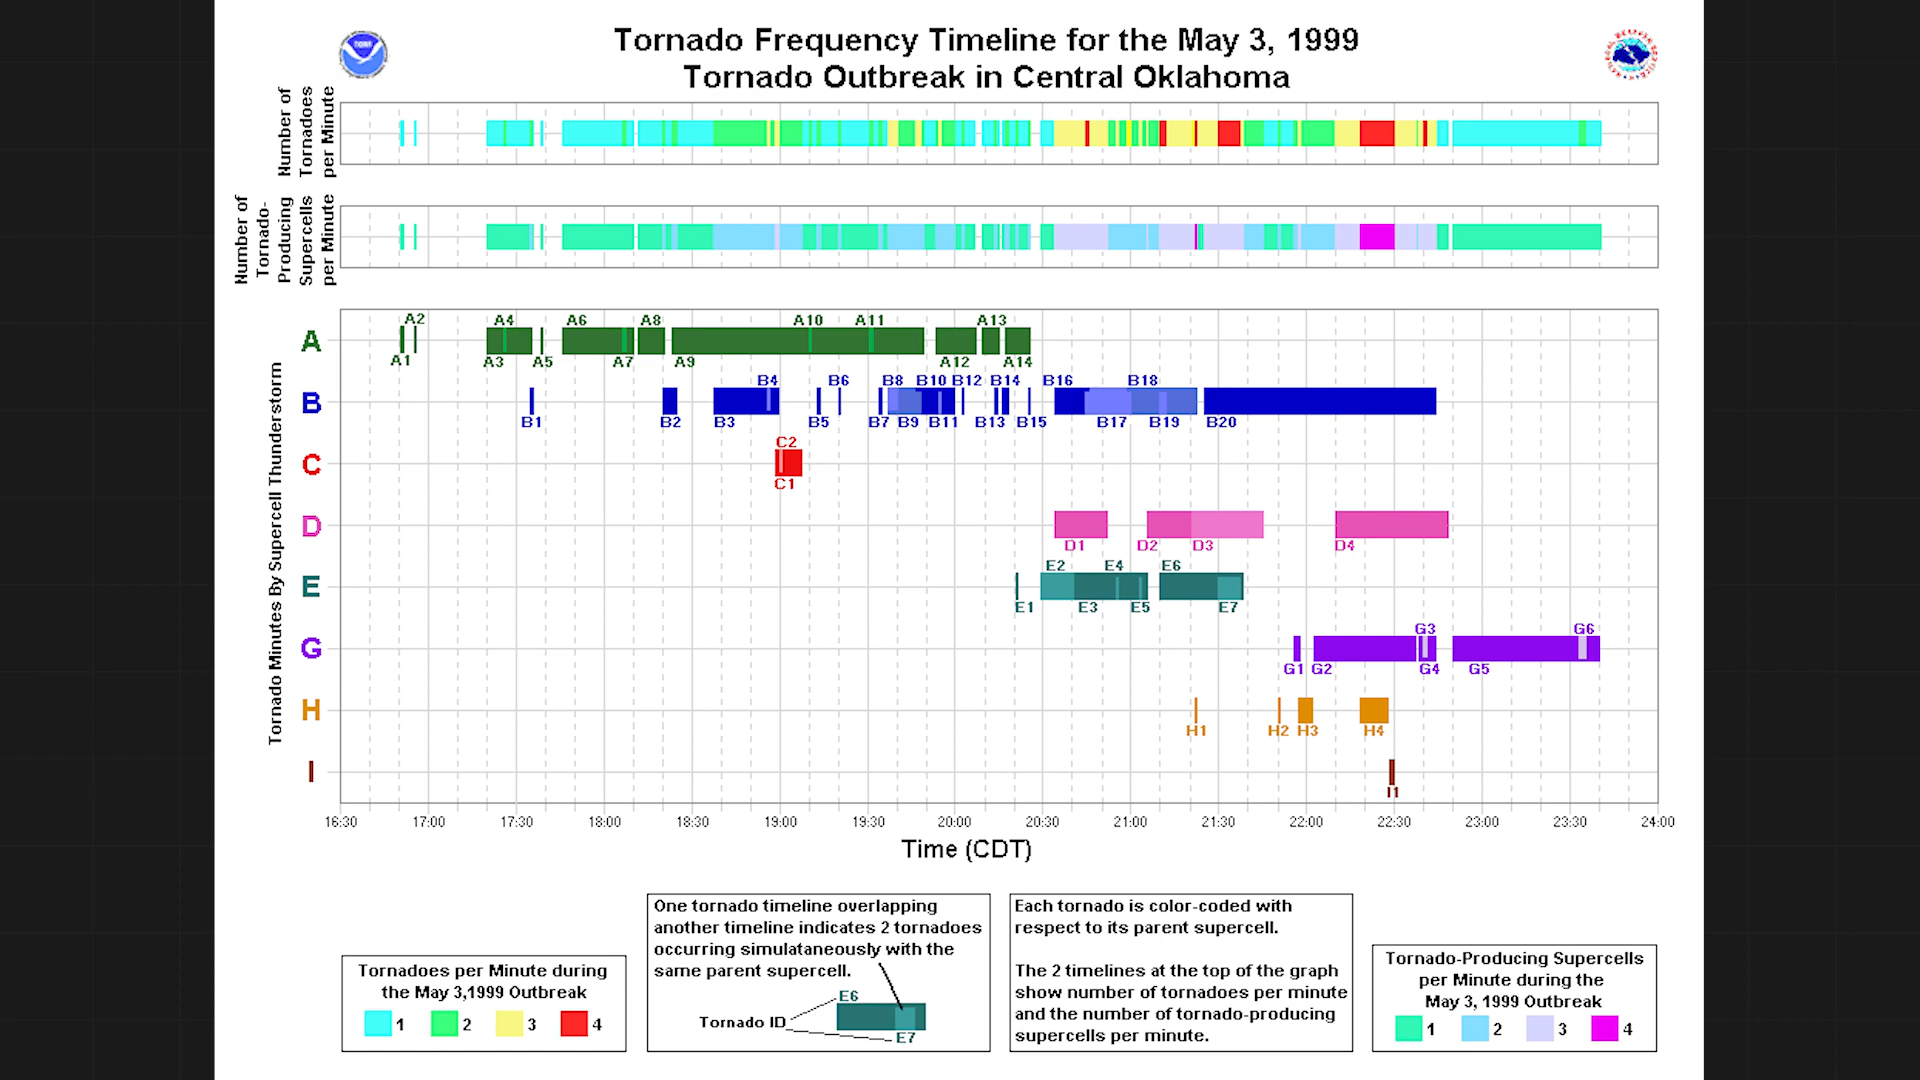 Tornado Frequency Timeline for the May 3, 1999
Tornado Outbreak in Central Oklahoma
Number of
Tornadoes
per Minute
Number of
Tornado-
Producing
Supercells
per Minute
Tornado Minutes By Supercell Thunderstorm
A
A2
A4 A6 A8 A10 A11 A13
A1 A3 A5 A7 A9 A12 A14
B
B4 B6 B8 B10 B12 B14 B16 B18
B1 B2 B3 B5 B7 B9 B11 B13 B15 B17 B19 B20
C
C2
C1
D
D1 D2 D3 D4
E
E2 E4 E6
E1 E3 E5 E7
G
G3 G6
G1 G2 G4 G5
H
H1 H2 H3 H4
I
I1
16:30 17:00 17:30 18:00 18:30 19:00 19:30 20:00 20:30 21:00 21:30 22:00 22:30 23:00 23:30 24:00
Time (CDT)
Tornadoes per Minute during
the May 3,1999 Outbreak
1 2 3 4
One tornado timeline overlapping
another timeline indicates 2 tornadoes
occurring simulataneously with the
same parent supercell.
E6
Tornado ID
E7
Each tornado is color-coded with
respect to its parent supercell.
The 2 timelines at the top of the graph
show number of tornadoes per minute
and the number of tornado-producing
supercells per minute.
Tornado-Producing Supercells
per Minute during the
May 3, 1999 Outbreak
1 2 3 4